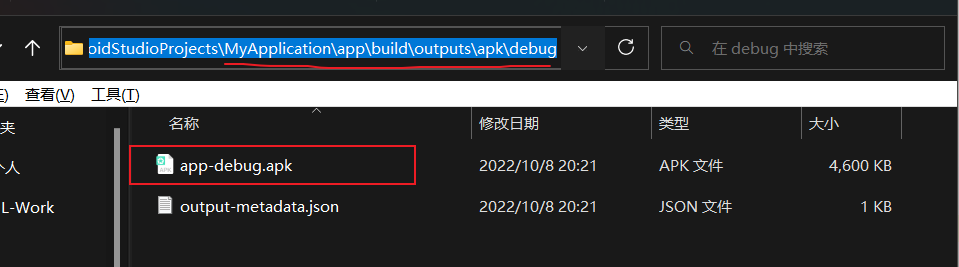 oidStudioProjects\MyApplication\app\build\outputs\apk\debug
在 debug 中搜索
E) 查看(V) 工具(T)
夹
个人
L-Work
名称 修改日期 类型 大小
app-debug.apk 2022/10/8 20:21 APK 文件 4,600 KB
output-metadata.json 2022/10/8 20:21 JSON 文件 1 KB